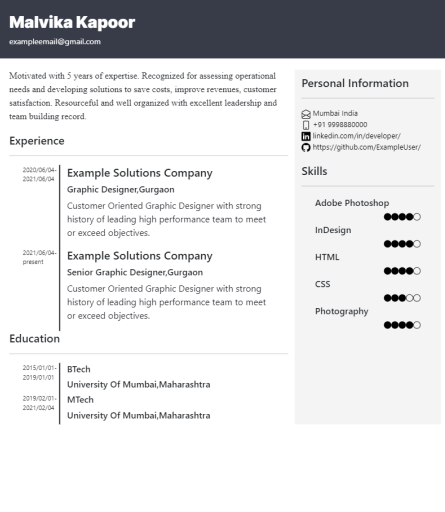 Malvika Kapoor
exampleemail@gmail.com
Motivated with 5 years of expertise. Recognized for assessing operational
needs and developing solutions to save costs, improve revenues, customer
satisfaction. Resourceful and well organized with excellent leadership and
team building record.
Experience
2020/06/04-
2021/06/04
Example Solutions Company
Graphic Designer,Gurgaon
Customer Oriented Graphic Designer with strong
history of leading high performance team to meet
or exceed objectives.
2021/06/04-
present
Example Solutions Company
Senior Graphic Designer,Gurgaon
Customer Oriented Graphic Designer with strong
history of leading high performance team to meet
or exceed objectives.
Education
2015/01/01-
2019/01/01
BTech
University Of Mumbai,Maharashtra
2019/02/01-
2021/02/04
MTech
University Of Mumbai,Maharashtra
Personal Information
Mumbai India
+91 9998880000
linkedin.com/in/developer/
https://github.com/ExampleUser/
Skills
Adobe Photoshop
InDesign
HTML
CSS
Photography